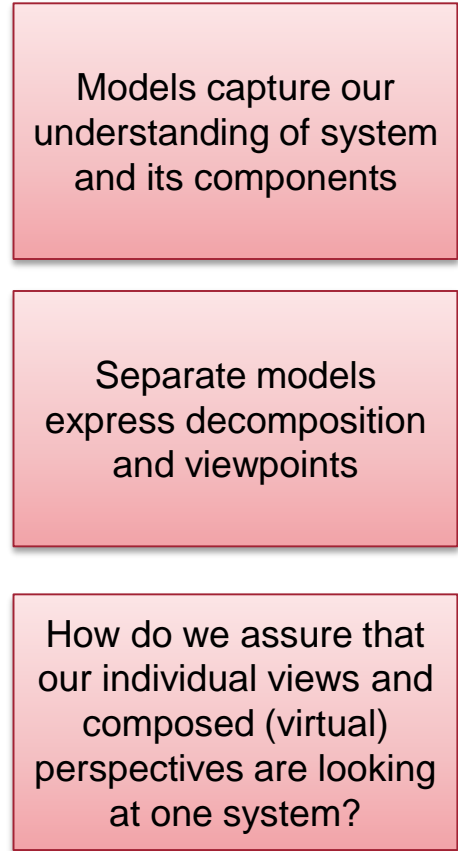 Models capture our
understanding of system
and its components
Separate models
express decomposition
and viewpoints
How do we assure that
our individual views and
composed (virtual)
perspectives are looking
at one system?